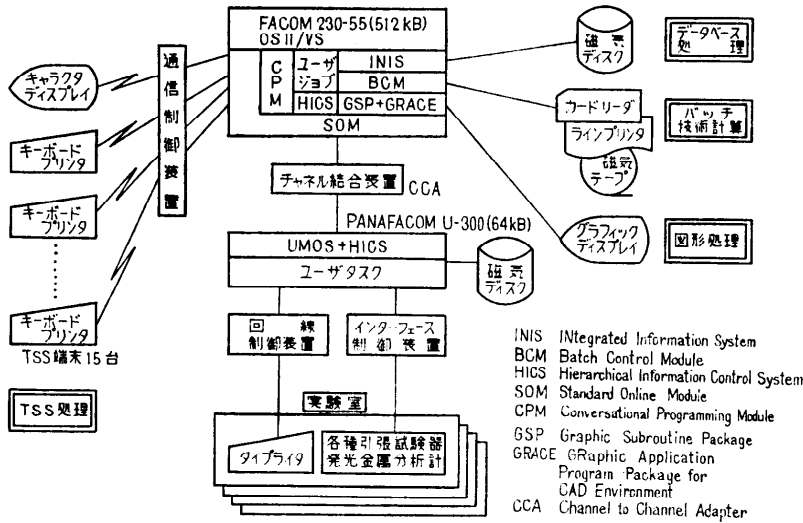 FACOM 230-55(512kB)
OSII/VS
CPM
ユーザ
ジョブ
INIS
BCM
HICS
GSP+GRACE
SOM
通信制御装置
キャラクタ
ディスプレイ
キーボード
プリンタ
キーボード
プリンタ
キーボード
プリンタ
TSS端末15台
TSS処理
磁気
ディスク
データベース
処理
カードリーダ
ラインプリンタ
磁気
テープ
バッチ
技術計算
グラフィック
ディスプレイ
図形処理
チャネル結合装置
CCA
PANAFACOM U-300(64kB)
UMOS+HICS
ユーザタスク
磁気
ディスク
回線
制御装置
インターフェース
制御装置
実験室
タイプライタ
各種引張試験器
発光金属分析計
INIS INtegrated Information System
BCM Batch Control Module
HICS Hierarchical Information Control System
SOM Standard Online Module
CPM Conversational Programming Module
GSP Graphic Subroutine Package
GRACE GRaphic Application
Program Package for
CAD Environment
CCA Channel to Channel Adapter